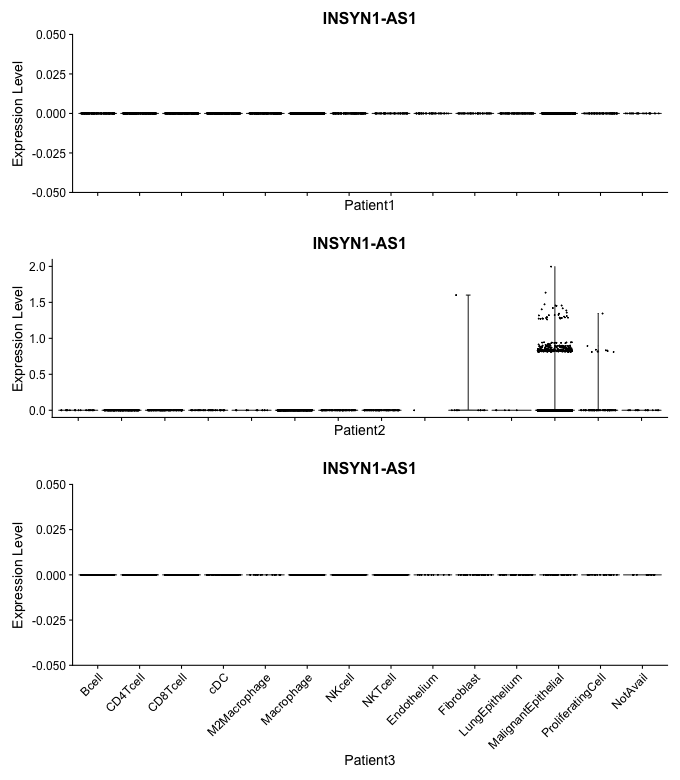 INSYN1-AS1
Expression Level
0.050
0.025
0.000
-0.025
-0.050
Patient1
INSYN1-AS1
Expression Level
2.0
1.5
1.0
0.5
0.0
Patient2
INSYN1-AS1
Expression Level
0.050
0.025
0.000
-0.025
-0.050
Bcell
CD4Tcell
CD8Tcell
cDC
M2Macrophage
Macrophage
NKcell
NKTcell
Endothelium
Fibroblast
LungEpithelium
MalignantEpithelial
ProliferatingCell
NotAvail
Patient3